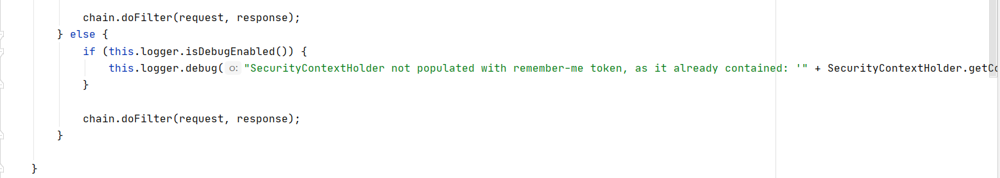 chain.doFilter(request, response);
} else {
if (this.logger.isDebugEnabled()) {
this.logger.debug( o: "SecurityContextHolder not populated with remember-me token, as it already contained: '" + SecurityContextHolder.getCo
}
chain.doFilter(request, response);
}
}